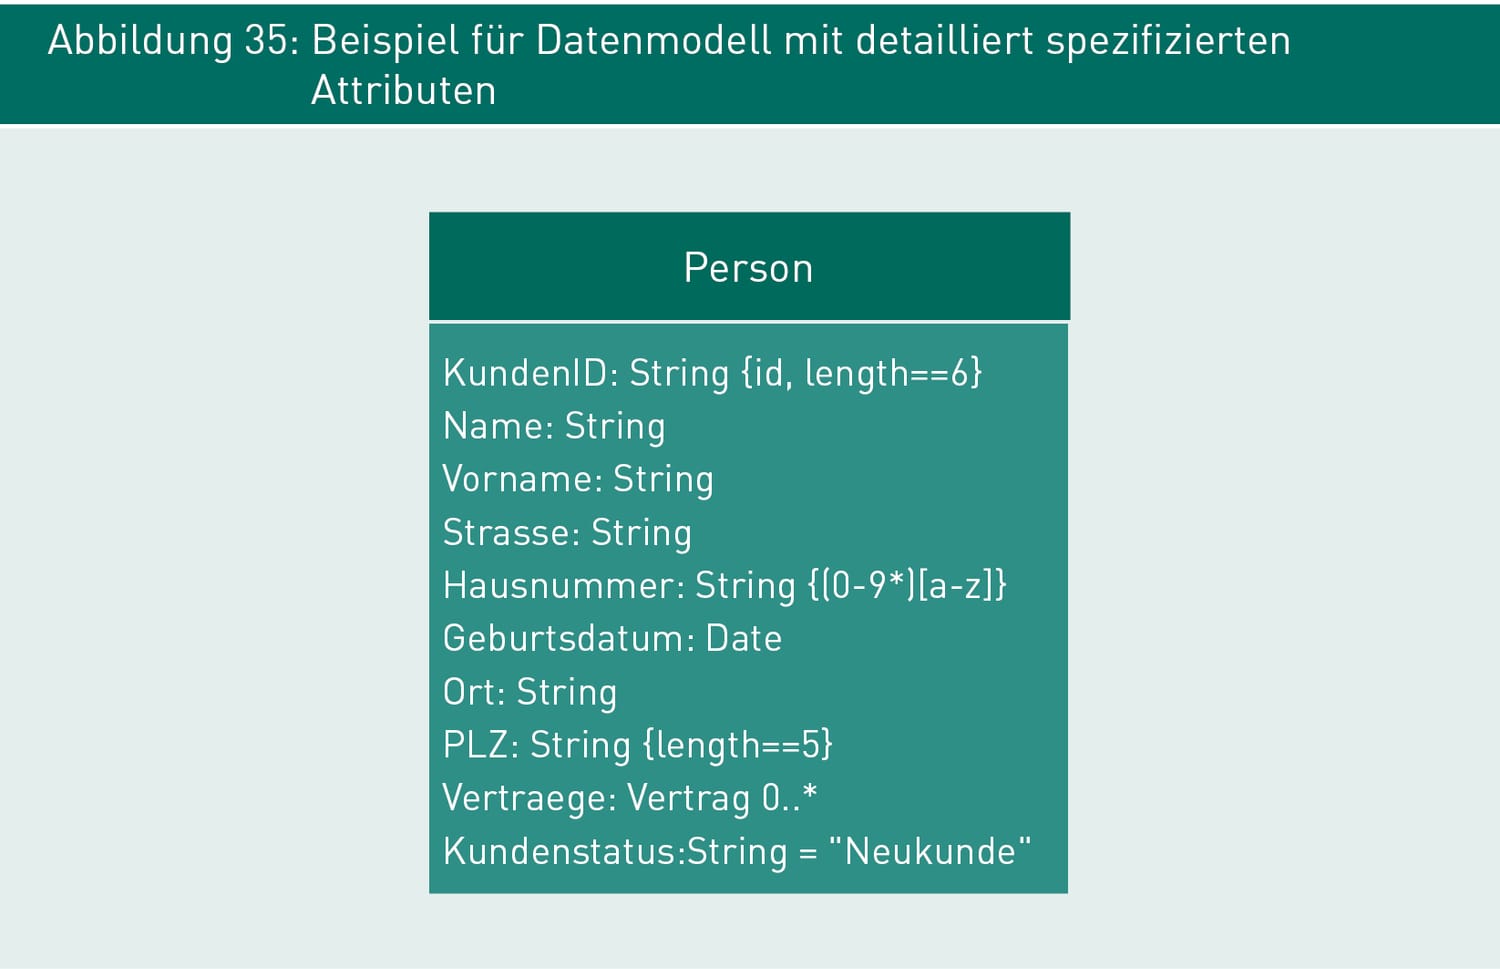 Abbildung 35: Beispiel für Datenmodell mit detailliert spezifizierten
Attributen
Person
KundenID: String {id, length==6}
Name: String
Vorname: String
Strasse: String
Hausnummer: String {(0-9*)[a-z]}
Geburtsdatum: Date
Ort: String
PLZ: String {length==5}
Vertraege: Vertrag 0..*
Kundenstatus:String = "Neukunde"